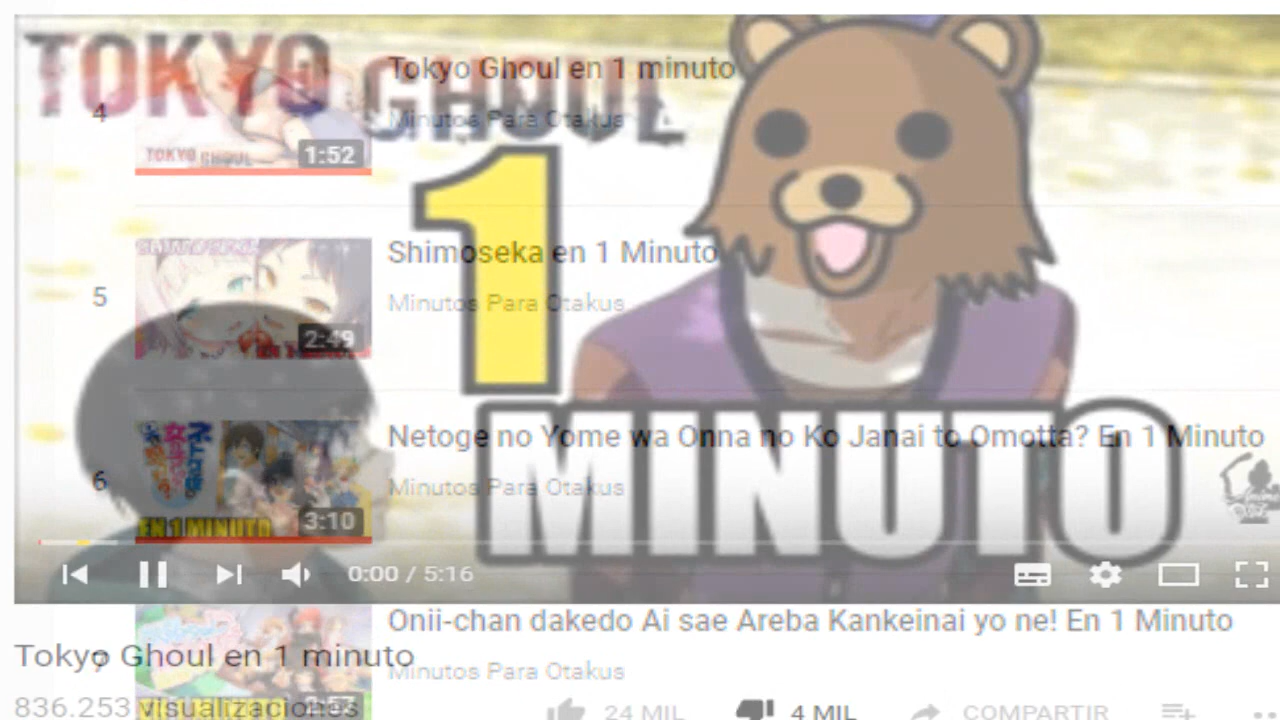 TOKYO GHOUL
Tokyo Ghoul en 1 minuto
Minutos Para Otakus
4
TOKYO GHOUL
1:52
1
Shimoseka en 1 Minuto
Minutos Para Otakus
5
2:49
MINUTO
Netoge no Yome wa Onna no Ko Janai to Omotta? En 1 Minuto
Minutos Para Otakus
6
EN 1 MINUTO
3:10
0:00 / 5:16
Onii-chan dakedo Ai sae Areba Kankeinai yo ne! En 1 Minuto
Minutos Para Otakus
7
Tokyo Ghoul en 1 minuto
836.253 visualizaciones
24 MIL
4 MIL
COMPARTIR